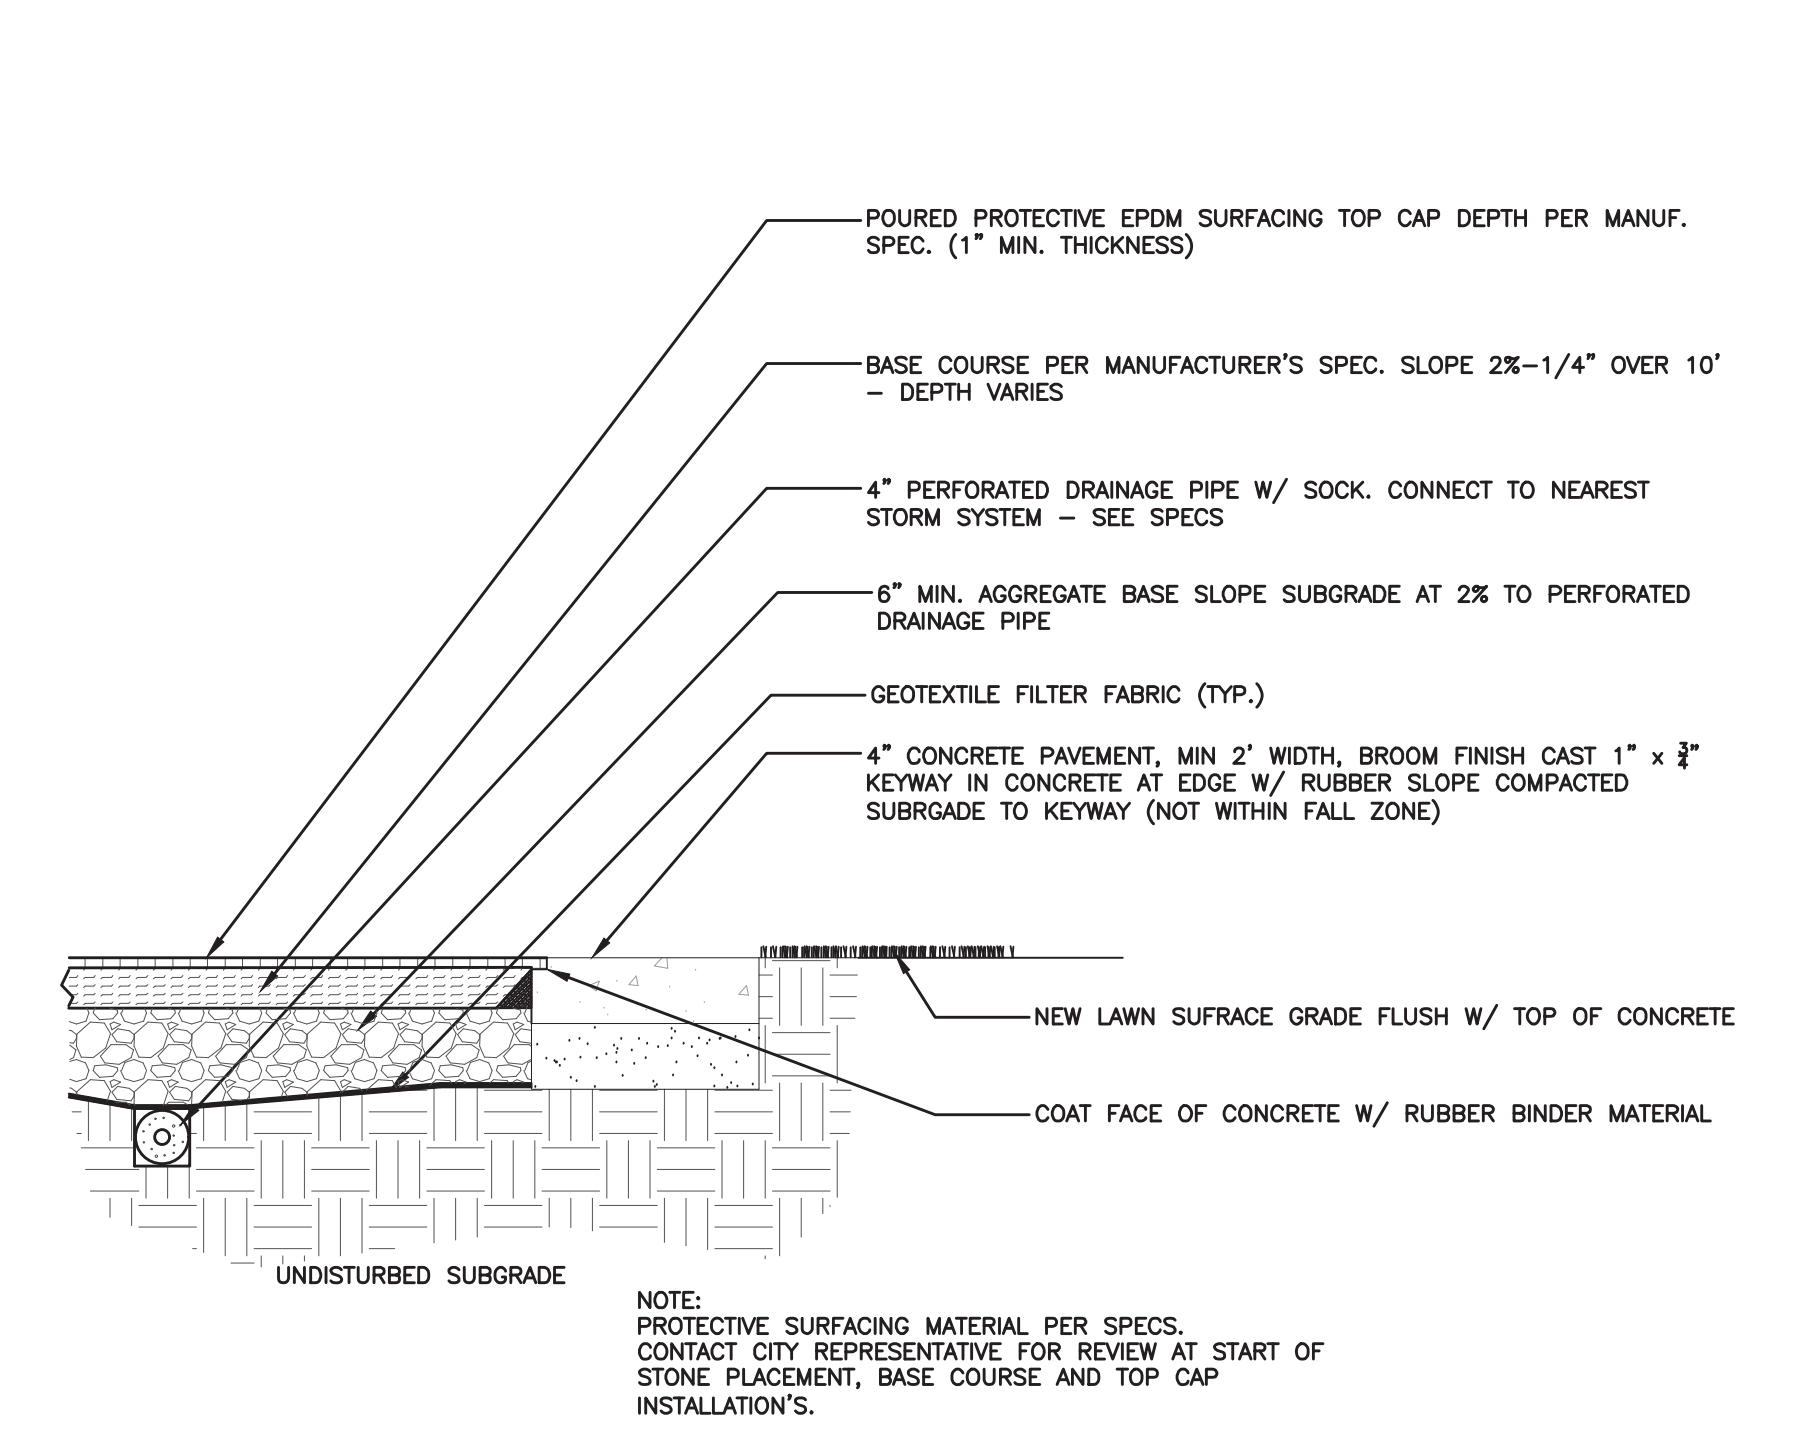 POURED PROTECTIVE EPDM SURFACING TOP CAP DEPTH PER MANUF.
SPEC. (1" MIN. THICKNESS)
BASE COURSE PER MANUFACTURER'S SPEC. SLOPE 2%-1/4" OVER 10'
- DEPTH VARIES
4" PERFORATED DRAINAGE PIPE W/ SOCK. CONNECT TO NEAREST
STORM SYSTEM - SEE SPECS
6" MIN. AGGREGATE BASE SLOPE SUBGRADE AT 2% TO PERFORATED
DRAINAGE PIPE
GEOTEXTILE FILTER FABRIC (TYP.)
4" CONCRETE PAVEMENT, MIN 2' WIDTH, BROOM FINISH CAST 1" x 3/4"
KEYWAY IN CONCRETE AT EDGE W/ RUBBER SLOPE COMPACTED
SUBRGADE TO KEYWAY (NOT WITHIN FALL ZONE)
NEW LAWN SUFRACE GRADE FLUSH W/ TOP OF CONCRETE
COAT FACE OF CONCRETE W/ RUBBER BINDER MATERIAL
UNDISTURBED SUBGRADE
NOTE:
PROTECTIVE SURFACING MATERIAL PER SPECS.
CONTACT CITY REPRESENTATIVE FOR REVIEW AT START OF
STONE PLACEMENT, BASE COURSE AND TOP CAP
INSTALLATION'S.